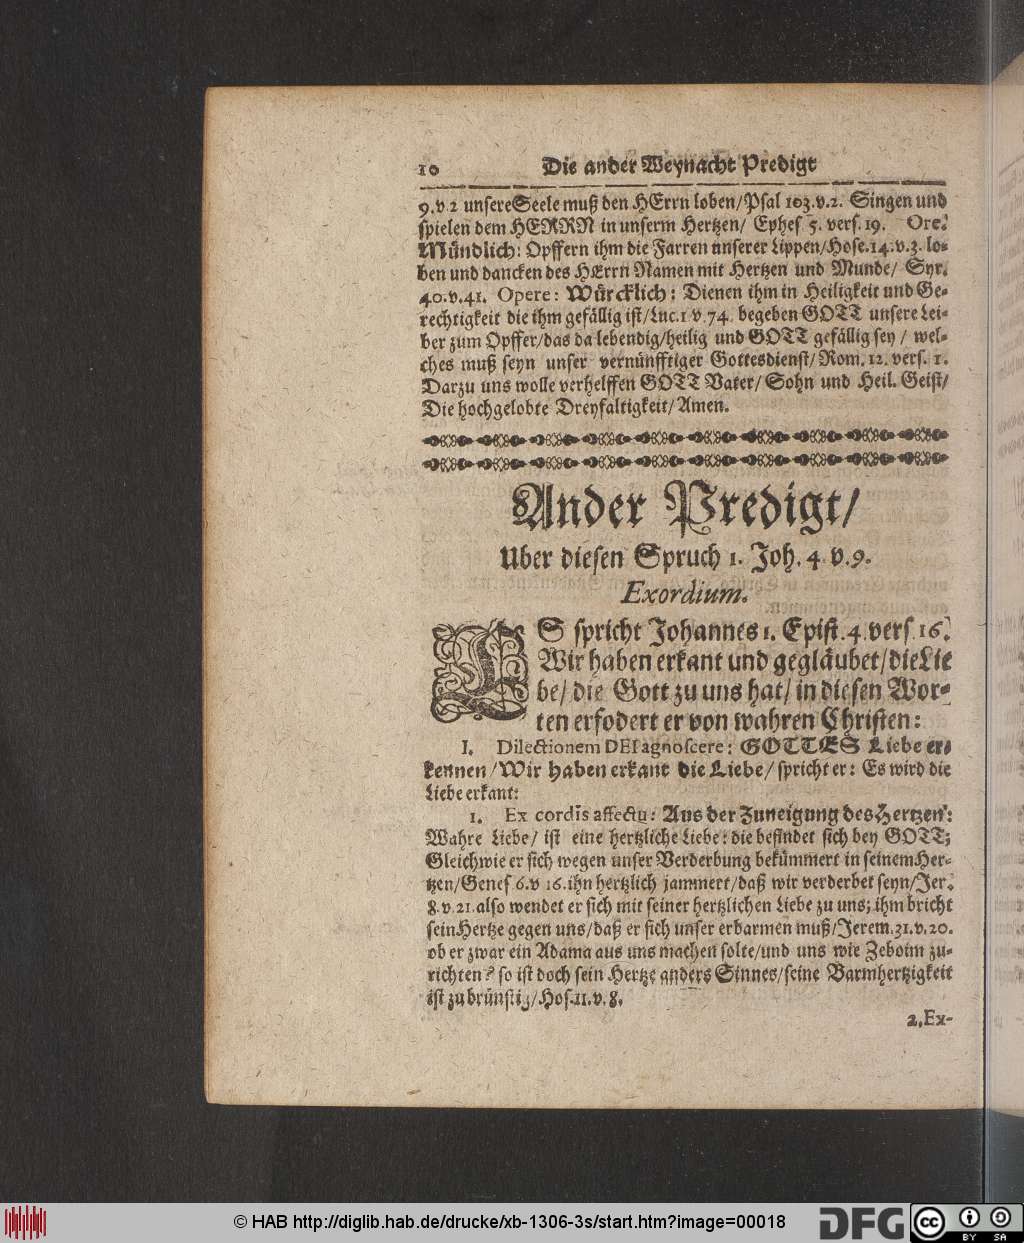 10 Die ander Weynacht Predigt
9. v. 2 unsere Seele muß den HErrn loben/Psal 103. v. 2. Singen und
spielen dem HERRN in unserm Hertzen/ Ephes 5. vers. 19. Ore:
Mündlich: Opffern ihm die Farren unserer Lippen/Hose. 14. v. 3. lo-
ben und dancken des HErrn Namen mit Hertzen und Munde/ Syr.
40. v. 41. Opere: Würcklich: Dienen ihm in Heiligkeit und Ge-
rechtigkeit die ihm gefällig ist/Luc. 1 v. 74. begeben GOTT unsere Lei-
ber zum Opffer/das da lebendig/heilig und GOTT gefällig sey / wel-
ches muß seyn unser vernünfftiger Gottesdienst/Rom. 12. vers. 1.
Darzu uns wolle verhelffen GOTT Vater/ Sohn und Heil. Geist/
Die hochgelobte Dreyfaltigkeit/Amen.
Ander Predigt/
Uber diesen Spruch 1. Joh. 4. v. 9.
Exordium.
ES spricht Johannes 1. Epist. 4. vers 16.
Wir haben erkant und gegläubet/die Lie
be/ die Gott zu uns hat/ in diesen Wor-
ten erfodert er von wahren Christen:
I. Dilectionem DEI agnoscere: GOTTES Liebe er-
kennen/Wir haben erkant die Liebe/ spricht er: Es wird die
Liebe erkant:
1. Ex cordis affectu: Aus der Zuneigung des Hertzen:
Wahre Liebe/ ist eine hertzliche Liebe: die befindet sich bey GOTT;
Gleichwie er sich wegen unser Verderbung bekümmert in seinem Her-
tzen/Genes 6. v 16. ihn hertzlich jammert/daß wir verderbet seyn/Jer.
8. v. 21. also wendet er sich mit seiner hertzlichen Liebe zu uns; ihm bricht
sein Hertze gegen uns/daß er sich unser erbarmen muß/Jerem. 31. v. 20.
ob er zwar ein Adama aus uns machen solte/und uns wie Zeboim zu-
richten? so ist doch sein Hertze anders Sinnes/seine Barmhertzigkeit
ist zu brünstig/Hos. 11. v. 8.
2. Ex-
© HAB http://diglib.hab.de/drucke/xb-1306-3s/start.htm?image=00018
DFG
cc BY SA